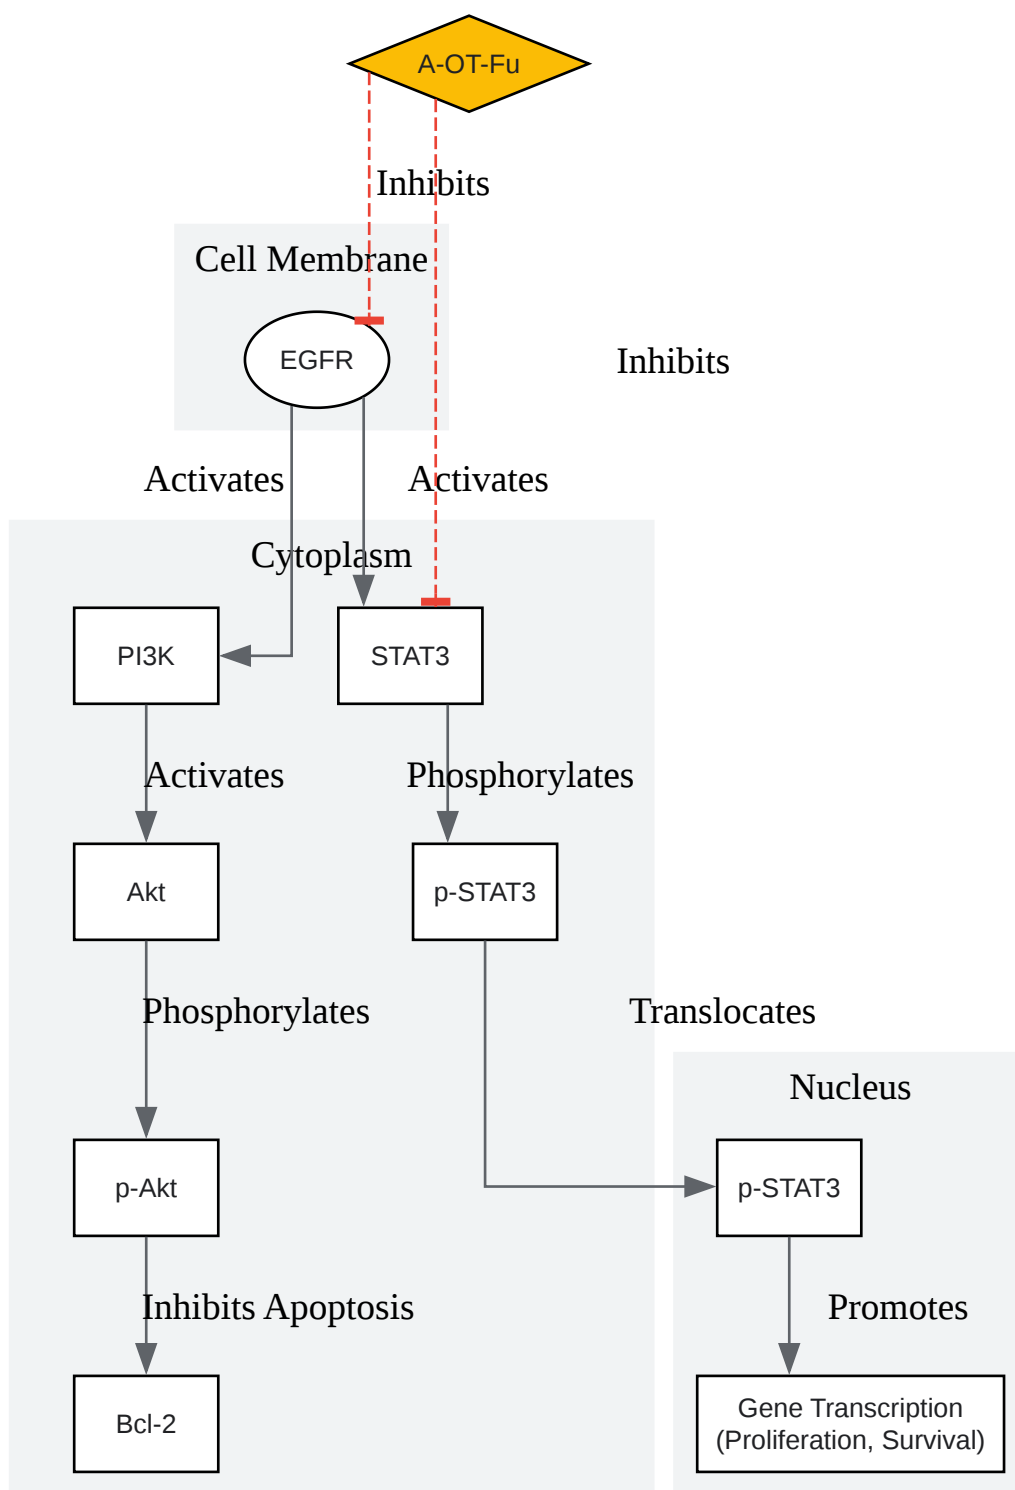 A-OT-Fu
Inhibits
Cell Membrane
EGFR
Inhibits
Activates
Activates
Cytoplasm
PI3K
STAT3
Activates
Phosphorylates
Akt
p-STAT3
Phosphorylates
Translocates
Nucleus
p-Akt
p-STAT3
Inhibits Apoptosis
Promotes
Bcl-2
Gene Transcription
(Proliferation, Survival)